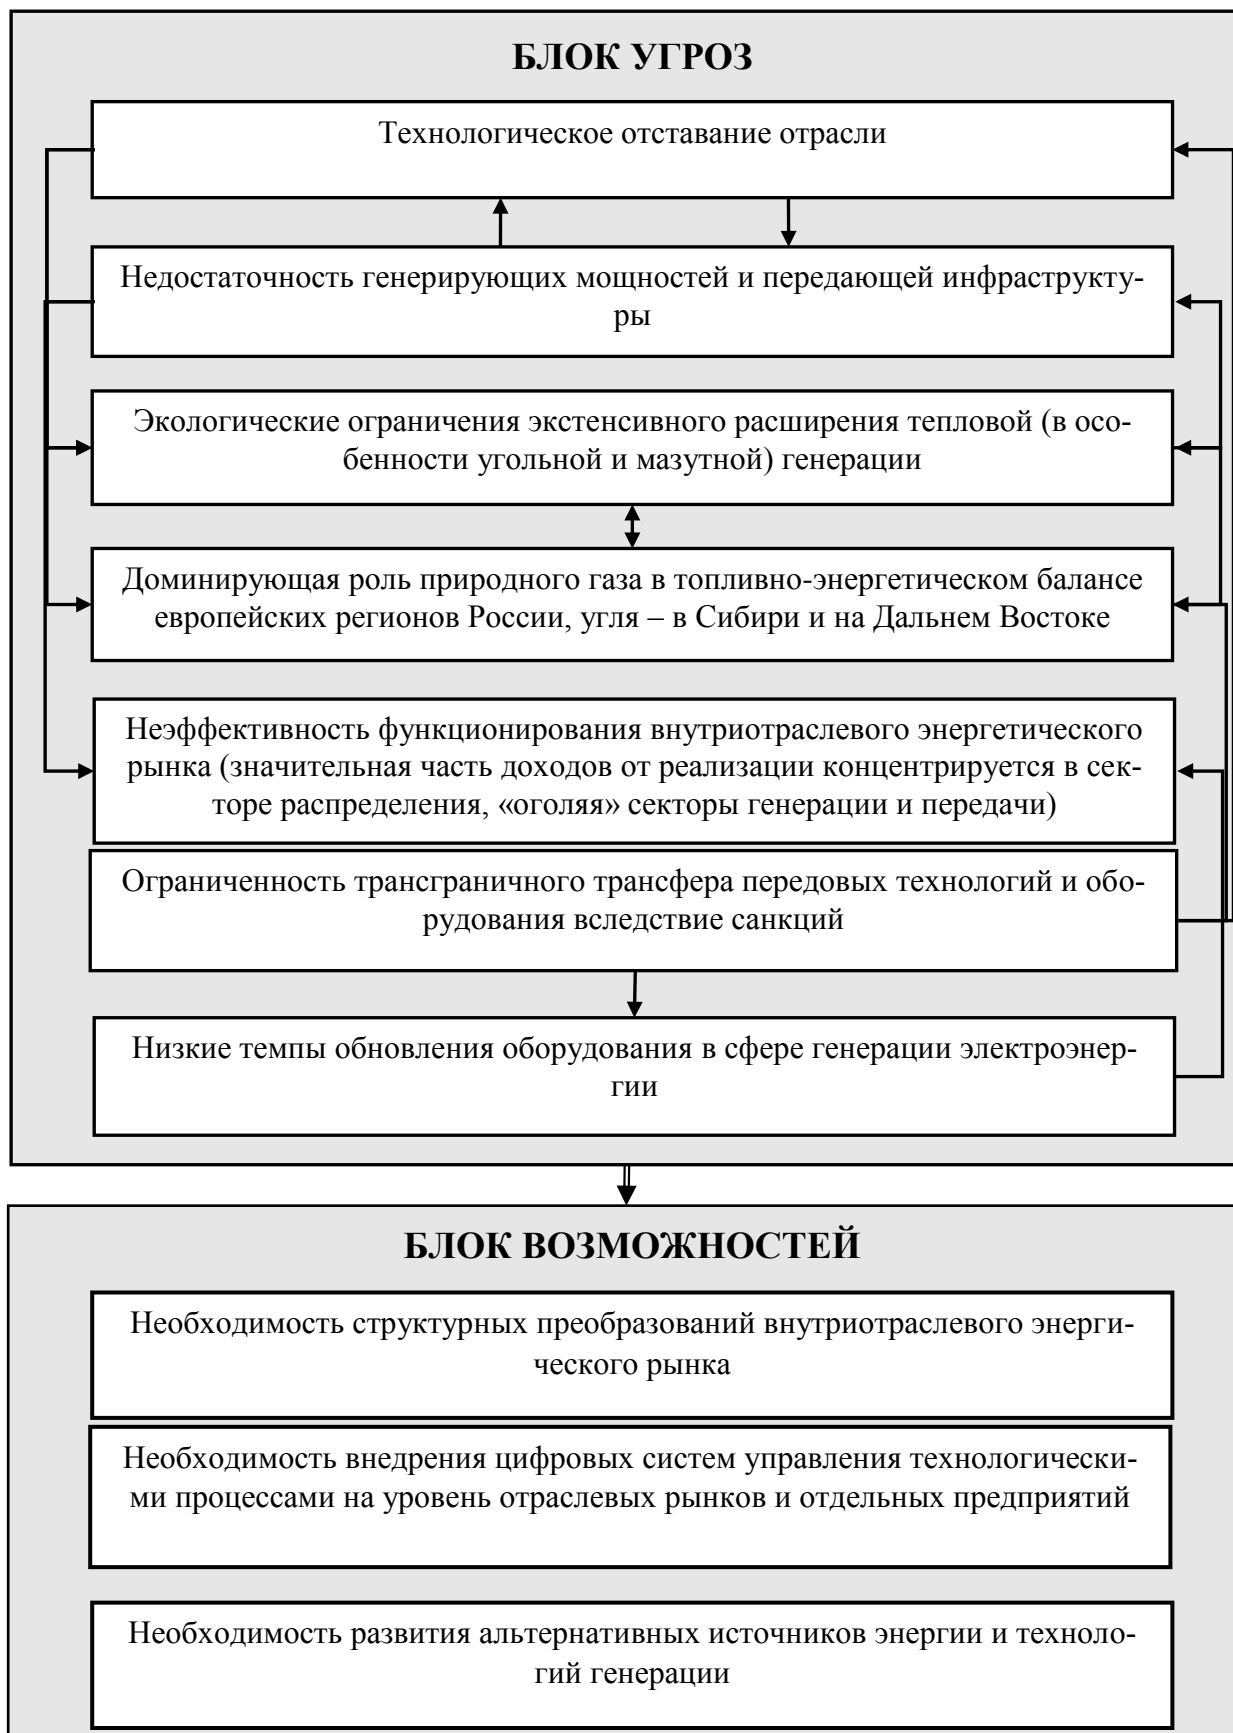 БЛОК УГРОЗ
Технологическое отставание отрасли
Недостаточность генерирующих мощностей и передающей инфраструкту-
ры
Экологические ограничения экстенсивного расширения тепловой (в осо-
бенности угольной и мазутной) генерации
Доминирующая роль природного газа в топливно-энергетическом балансе
европейских регионов России, угля – в Сибири и на Дальнем Востоке
Неэффективность функционирования внутриотраслевого энергетического
рынка (значительная часть доходов от реализации концентрируется в сек-
торе распределения, «оголяя» секторы генерации и передачи)
Ограниченность трансграничного трансфера передовых технологий и обо-
рудования вследствие санкций
Низкие темпы обновления оборудования в сфере генерации электроэнер-
гии
БЛОК ВОЗМОЖНОСТЕЙ
Необходимость структурных преобразований внутриотраслевого энерги-
ческого рынка
Необходимость внедрения цифровых систем управления технологически-
ми процессами на уровень отраслевых рынков и отдельных предприятий
Необходимость развития альтернативных источников энергии и техноло-
гий генерации